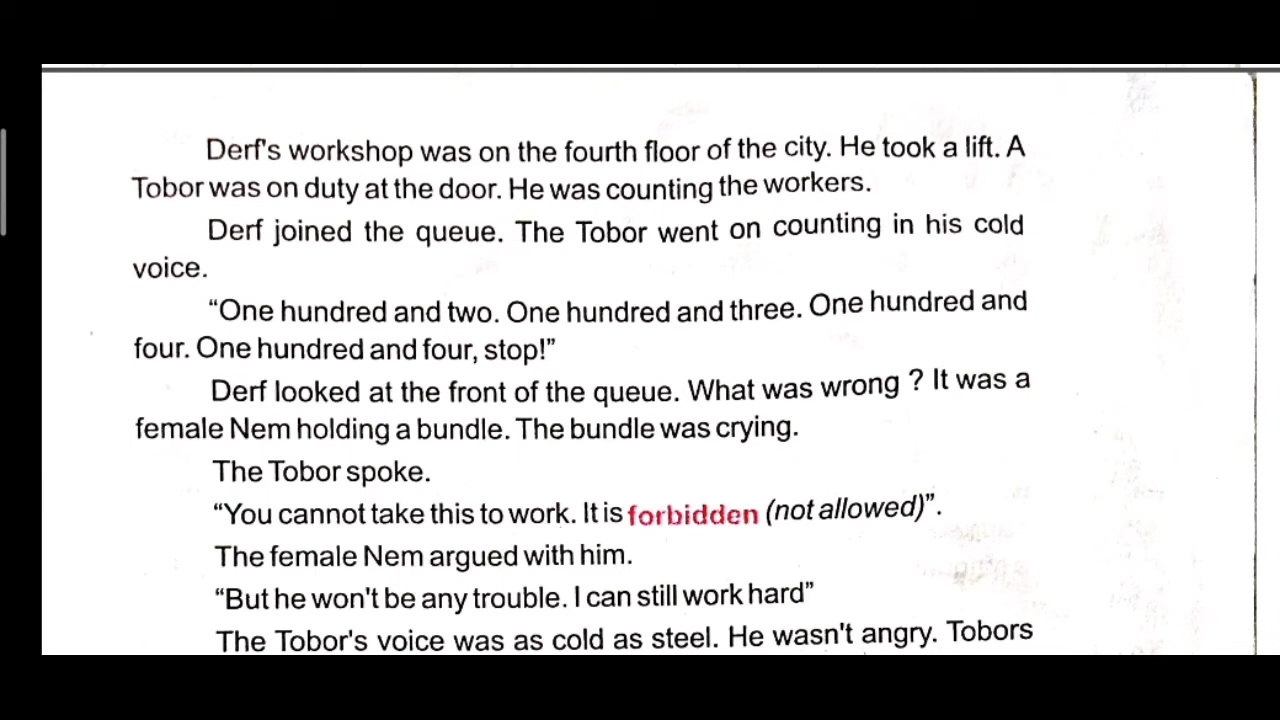 Derf's workshop was on the fourth floor of the city. He took a lift. A
Tobor was on duty at the door. He was counting the workers.
Derf joined the queue. The Tobor went on counting in his cold
voice.
“One hundred and two. One hundred and three. One hundred and
four. One hundred and four, stop!”
Derf looked at the front of the queue. What was wrong ? It was a
female Nem holding a bundle. The bundle was crying.
The Tobor spoke.
“You cannot take this to work. It is forbidden (not allowed)”.
The female Nem argued with him.
“But he won't be any trouble. I can still work hard”
The Tobor's voice was as cold as steel. He wasn't angry. Tobors